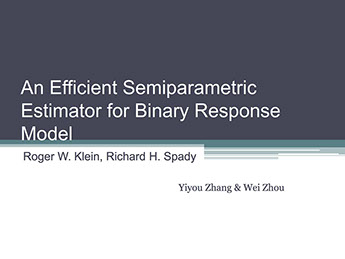 An Efficient Semiparametric
Estimator for Binary Response
Model
Roger W. Klein, Richard H. Spady
Yiyou Zhang & Wei Zhou